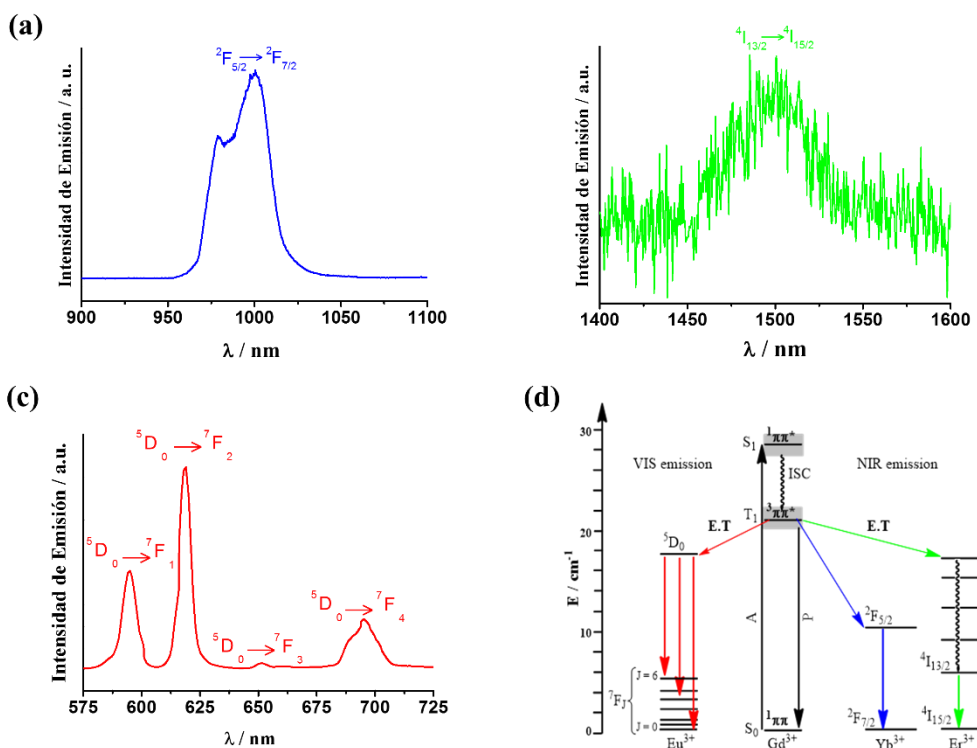 (a)
²F₅/₂ → ²F₇/₂
Intensidad de Emisión / a.u.
900 950 1000 1050 1100
λ / nm
⁴I₁₃/₂ → ⁴I₁₅/₂
Intensidad de Emisión / a.u.
1400 1450 1500 1550 1600
λ / nm
(c)
⁵D₀ → ⁷F₂
⁵D₀ → ⁷F₁
⁵D₀ → ⁷F₃
⁵D₀ → ⁷F₄
Intensidad de Emisión / a.u.
575 600 625 650 675 700 725
λ / nm
(d)
E / cm⁻¹
30
20
10
0
VIS emission
NIR emission
S₁
¹ππ*
ISC
T₁
³ππ*
E.T
E.T
⁵D₀
A
P
²F₅/₂
⁴I₁₃/₂
⁷F_J
J = 6
J = 0
S₀
¹ππ
²F₇/₂
⁴I₁₅/₂
Eu³⁺
Gd³⁺
Yb³⁺
Er³⁺